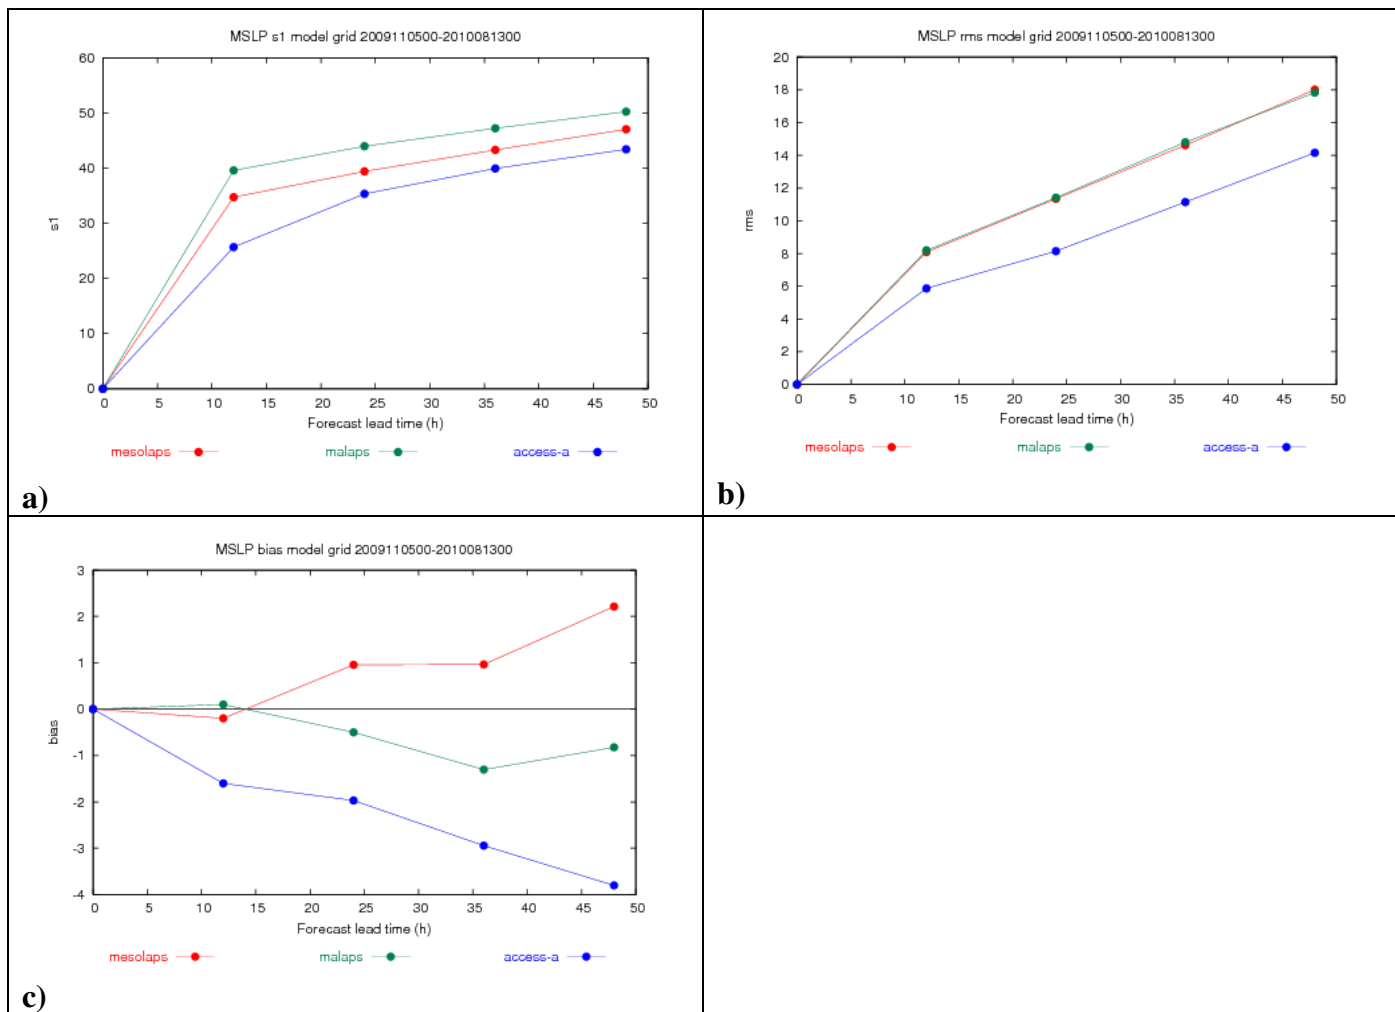 MSLP s1 model grid 2009110500-2010081300
60
50
40
30
20
10
0
s1
0 5 10 15 20 25 30 35 40 45 50
Forecast lead time (h)
mesolaps malaps access-a
a)
MSLP rms model grid 2009110500-2010081300
20
18
16
14
12
10
8
6
4
2
0
rms
0 5 10 15 20 25 30 35 40 45 50
Forecast lead time (h)
mesolaps malaps access-a
b)
MSLP bias model grid 2009110500-2010081300
3
2
1
0
-1
-2
-3
-4
bias
0 5 10 15 20 25 30 35 40 45 50
Forecast lead time (h)
mesolaps malaps access-a
c)